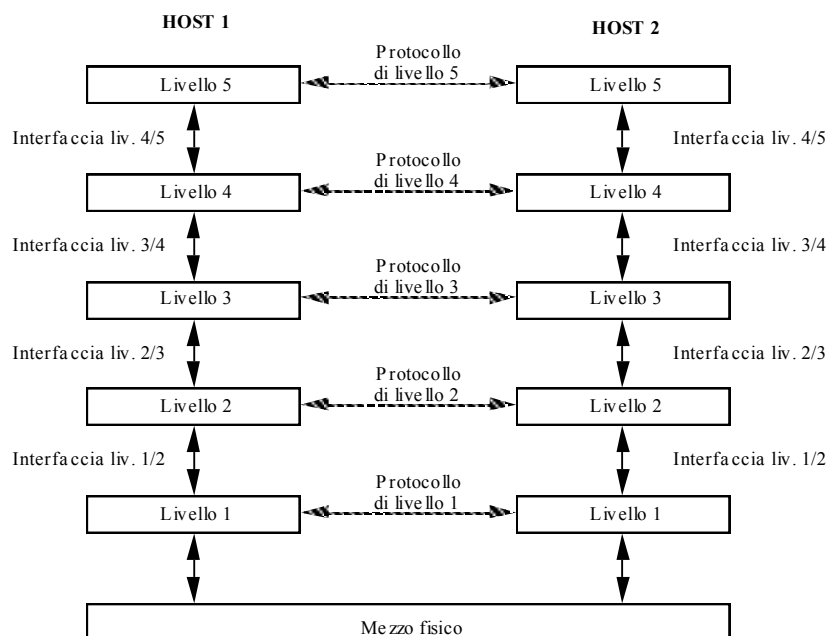 HOST 1
HOST 2
Protocollo
di livello 5
Livello 5
Livello 5
Interfaccia liv. 4/5
Interfaccia liv. 4/5
Protocollo
di livello 4
Livello 4
Livello 4
Interfaccia liv. 3/4
Interfaccia liv. 3/4
Protocollo
di livello 3
Livello 3
Livello 3
Interfaccia liv. 2/3
Interfaccia liv. 2/3
Protocollo
di livello 2
Livello 2
Livello 2
Interfaccia liv. 1/2
Interfaccia liv. 1/2
Protocollo
di livello 1
Livello 1
Livello 1
Mezzo fisico